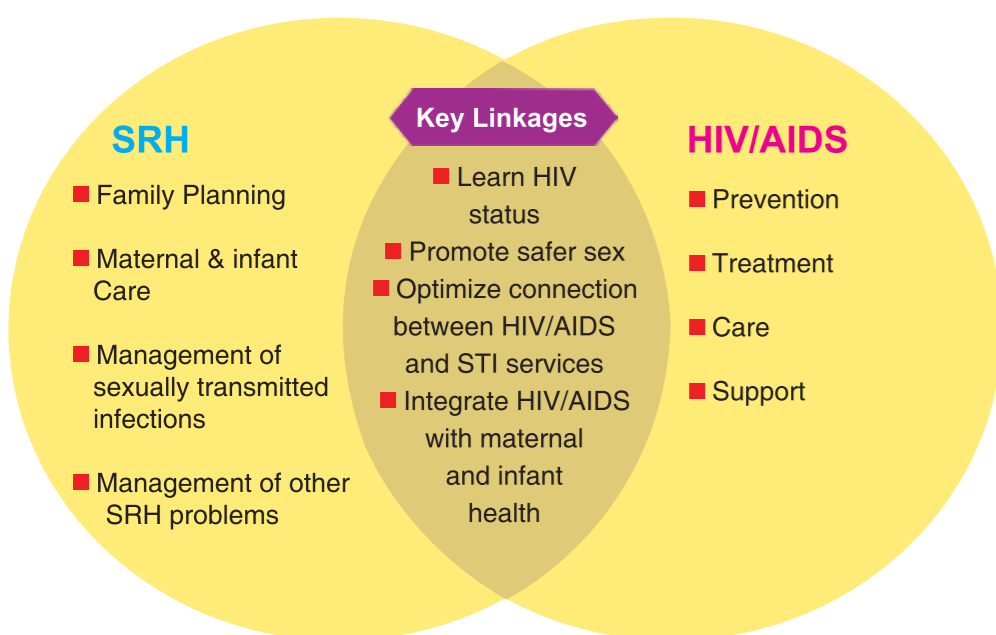 SRH
Family Planning
Maternal & infant
Care
Management of
sexually transmitted
infections
Management of other
SRH problems
Key Linkages
Learn HIV
status
Promote safer sex
Optimize connection
between HIV/AIDS
and STI services
Integrate HIV/AIDS
with maternal
and infant
health
HIV/AIDS
Prevention
Treatment
Care
Support